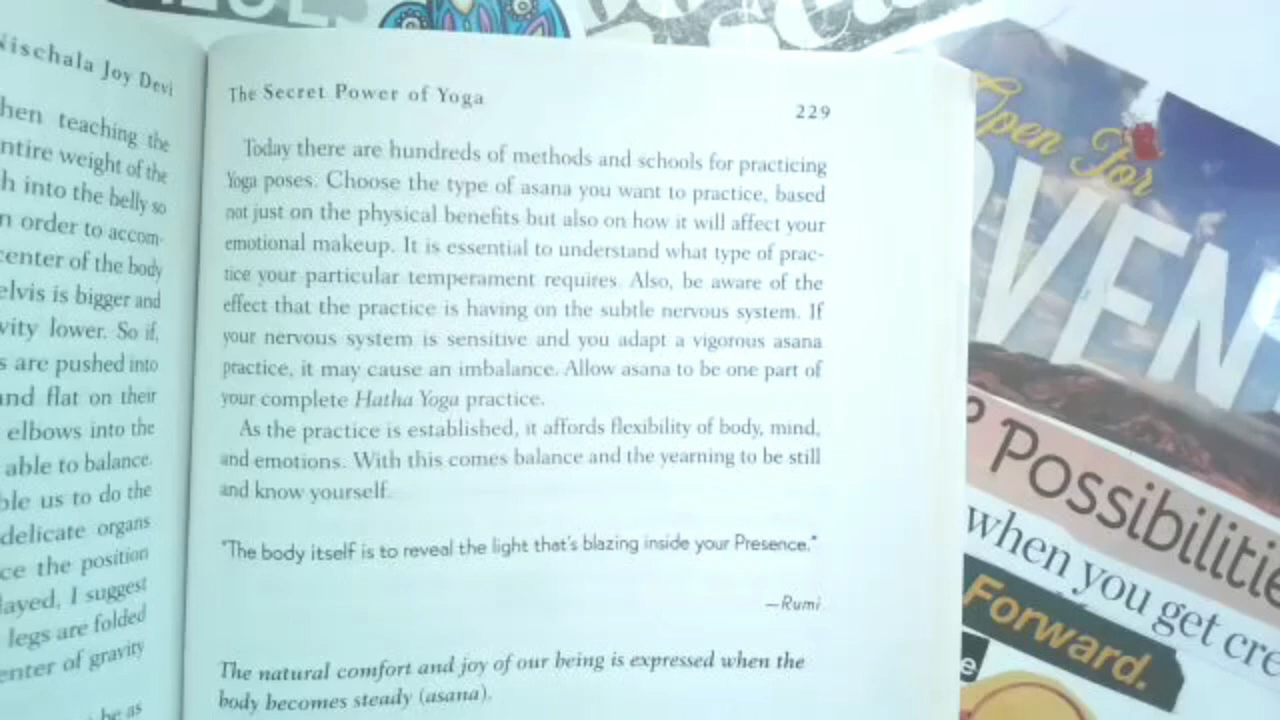 Nischala Joy Devi
hen teaching the
ntire weight of the
h into the belly so
n order to accom-
center of the body
elvis is bigger and
vity lower. So if,
s are pushed into
and flat on their
elbows into the
able to balance.
ble us to do the
delicate organs
ce the position
layed, I suggest
legs are folded
enter of gravity
be as
The Secret Power of Yoga
229
Today there are hundreds of methods and schools for practicing
Yoga poses. Choose the type of asana you want to practice, based
not just on the physical benefits but also on how it will affect your
emotional makeup. It is essential to understand what type of prac-
tice your particular temperament requires. Also, be aware of the
effect that the practice is having on the subtle nervous system. If
your nervous system is sensitive and you adapt a vigorous asana
practice, it may cause an imbalance. Allow asana to be one part of
your complete Hatha Yoga practice.
As the practice is established, it affords flexibility of body, mind,
and emotions. With this comes balance and the yearning to be still
and know yourself.
"The body itself is to reveal the light that's blazing inside your Presence."
—Rumi
The natural comfort and joy of our being is expressed when the
body becomes steady (asana).
Open For
VEN
Possibilitie
when you get cre
Forward.
e